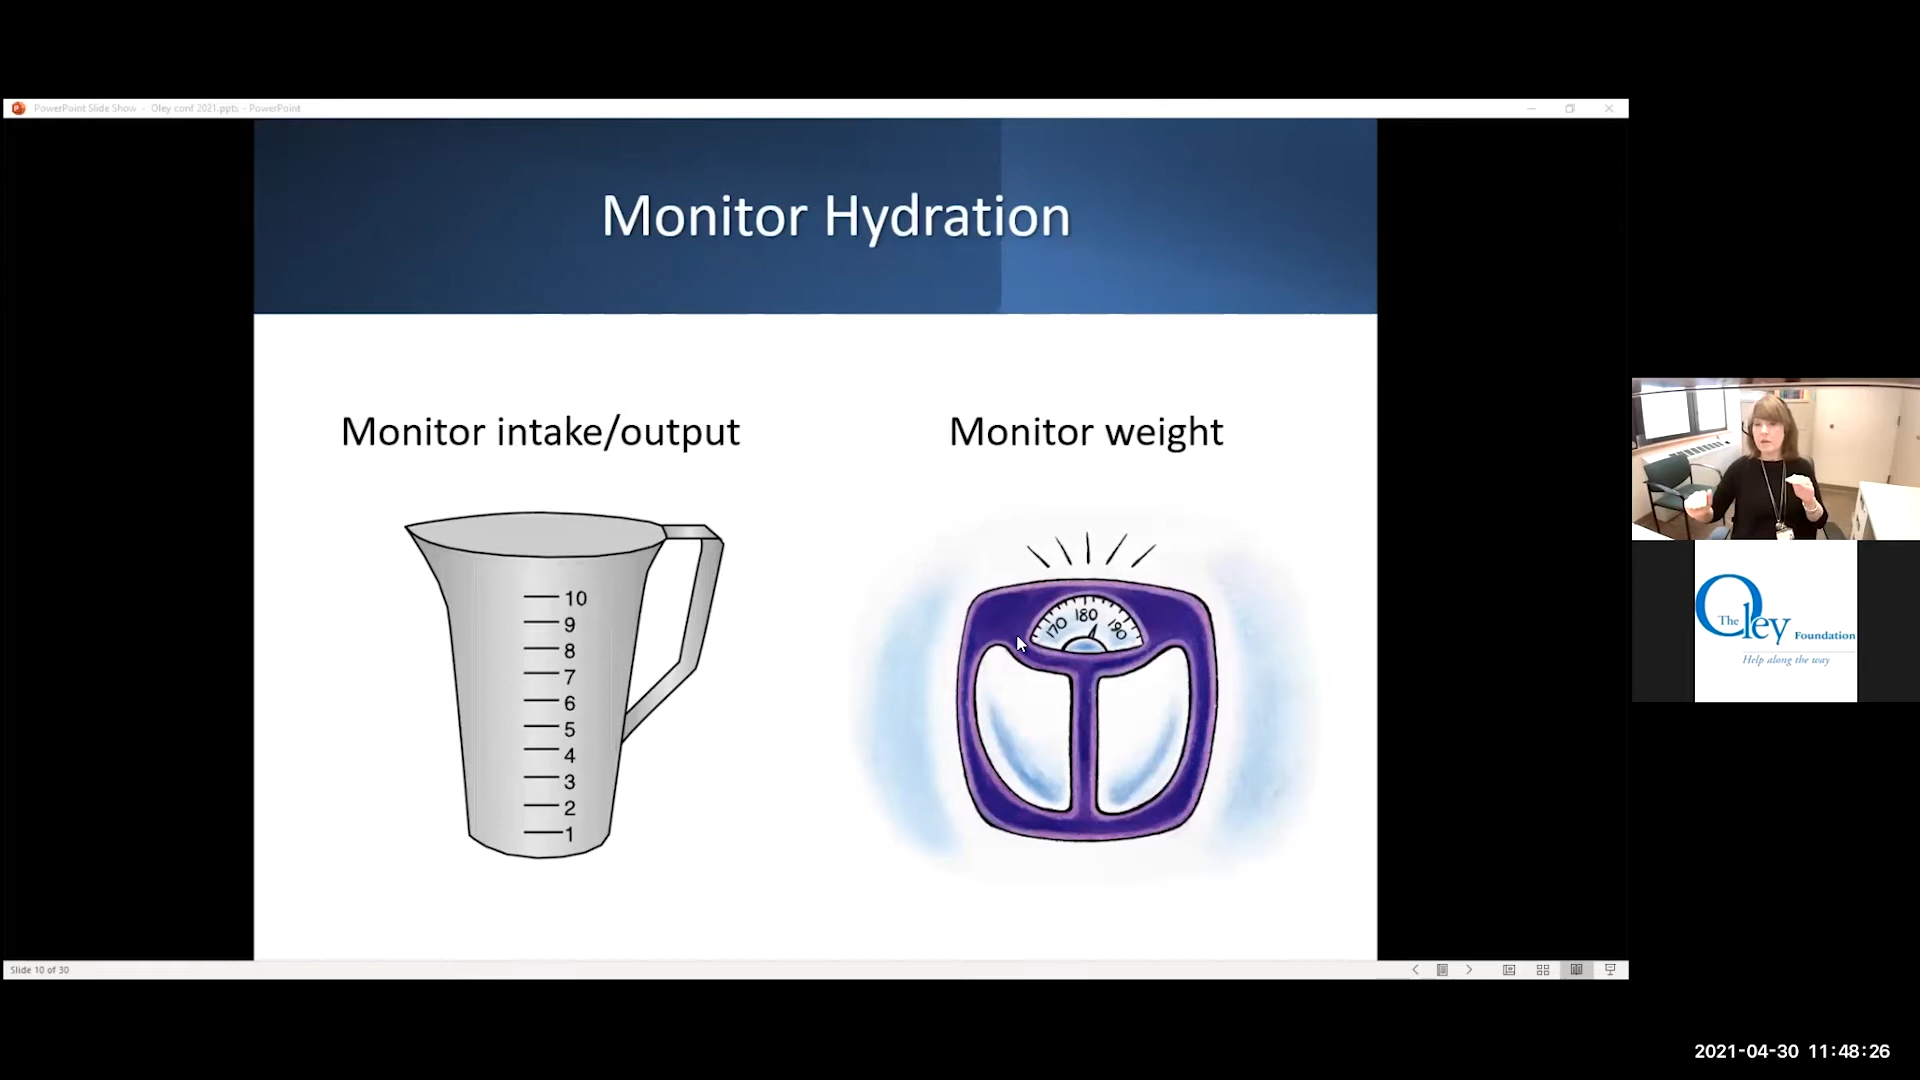 PowerPoint Slide Show - Oley conf 2021.ppts - PowerPoint
Monitor Hydration
Monitor intake/output
Monitor weight
10
9
8
7
6
5
4
3
2
1
170 180 190
The Oley Foundation
Help along the way
Slide 10 of 30
2021-04-30 11:48:26